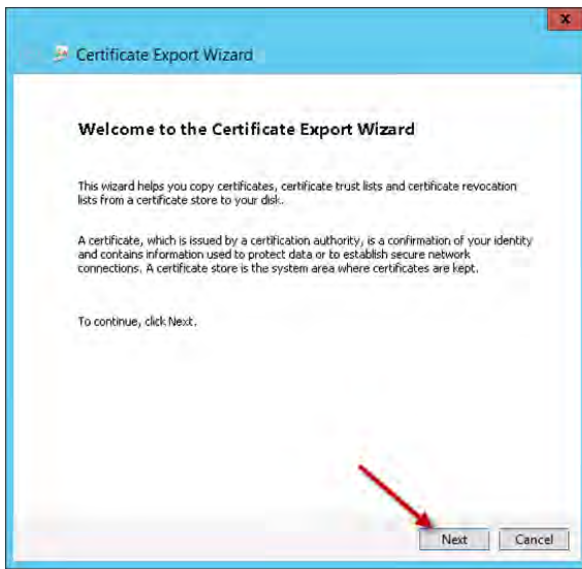 x
Certificate Export Wizard
Welcome to the Certificate Export Wizard
This wizard helps you copy certificates, certificate trust lists and certificate revocation
lists from a certificate store to your disk.
A certificate, which is issued by a certification authority, is a confirmation of your identity
and contains information used to protect data or to establish secure network
connections. A certificate store is the system area where certificates are kept.
To continue, click Next.
Next Cancel